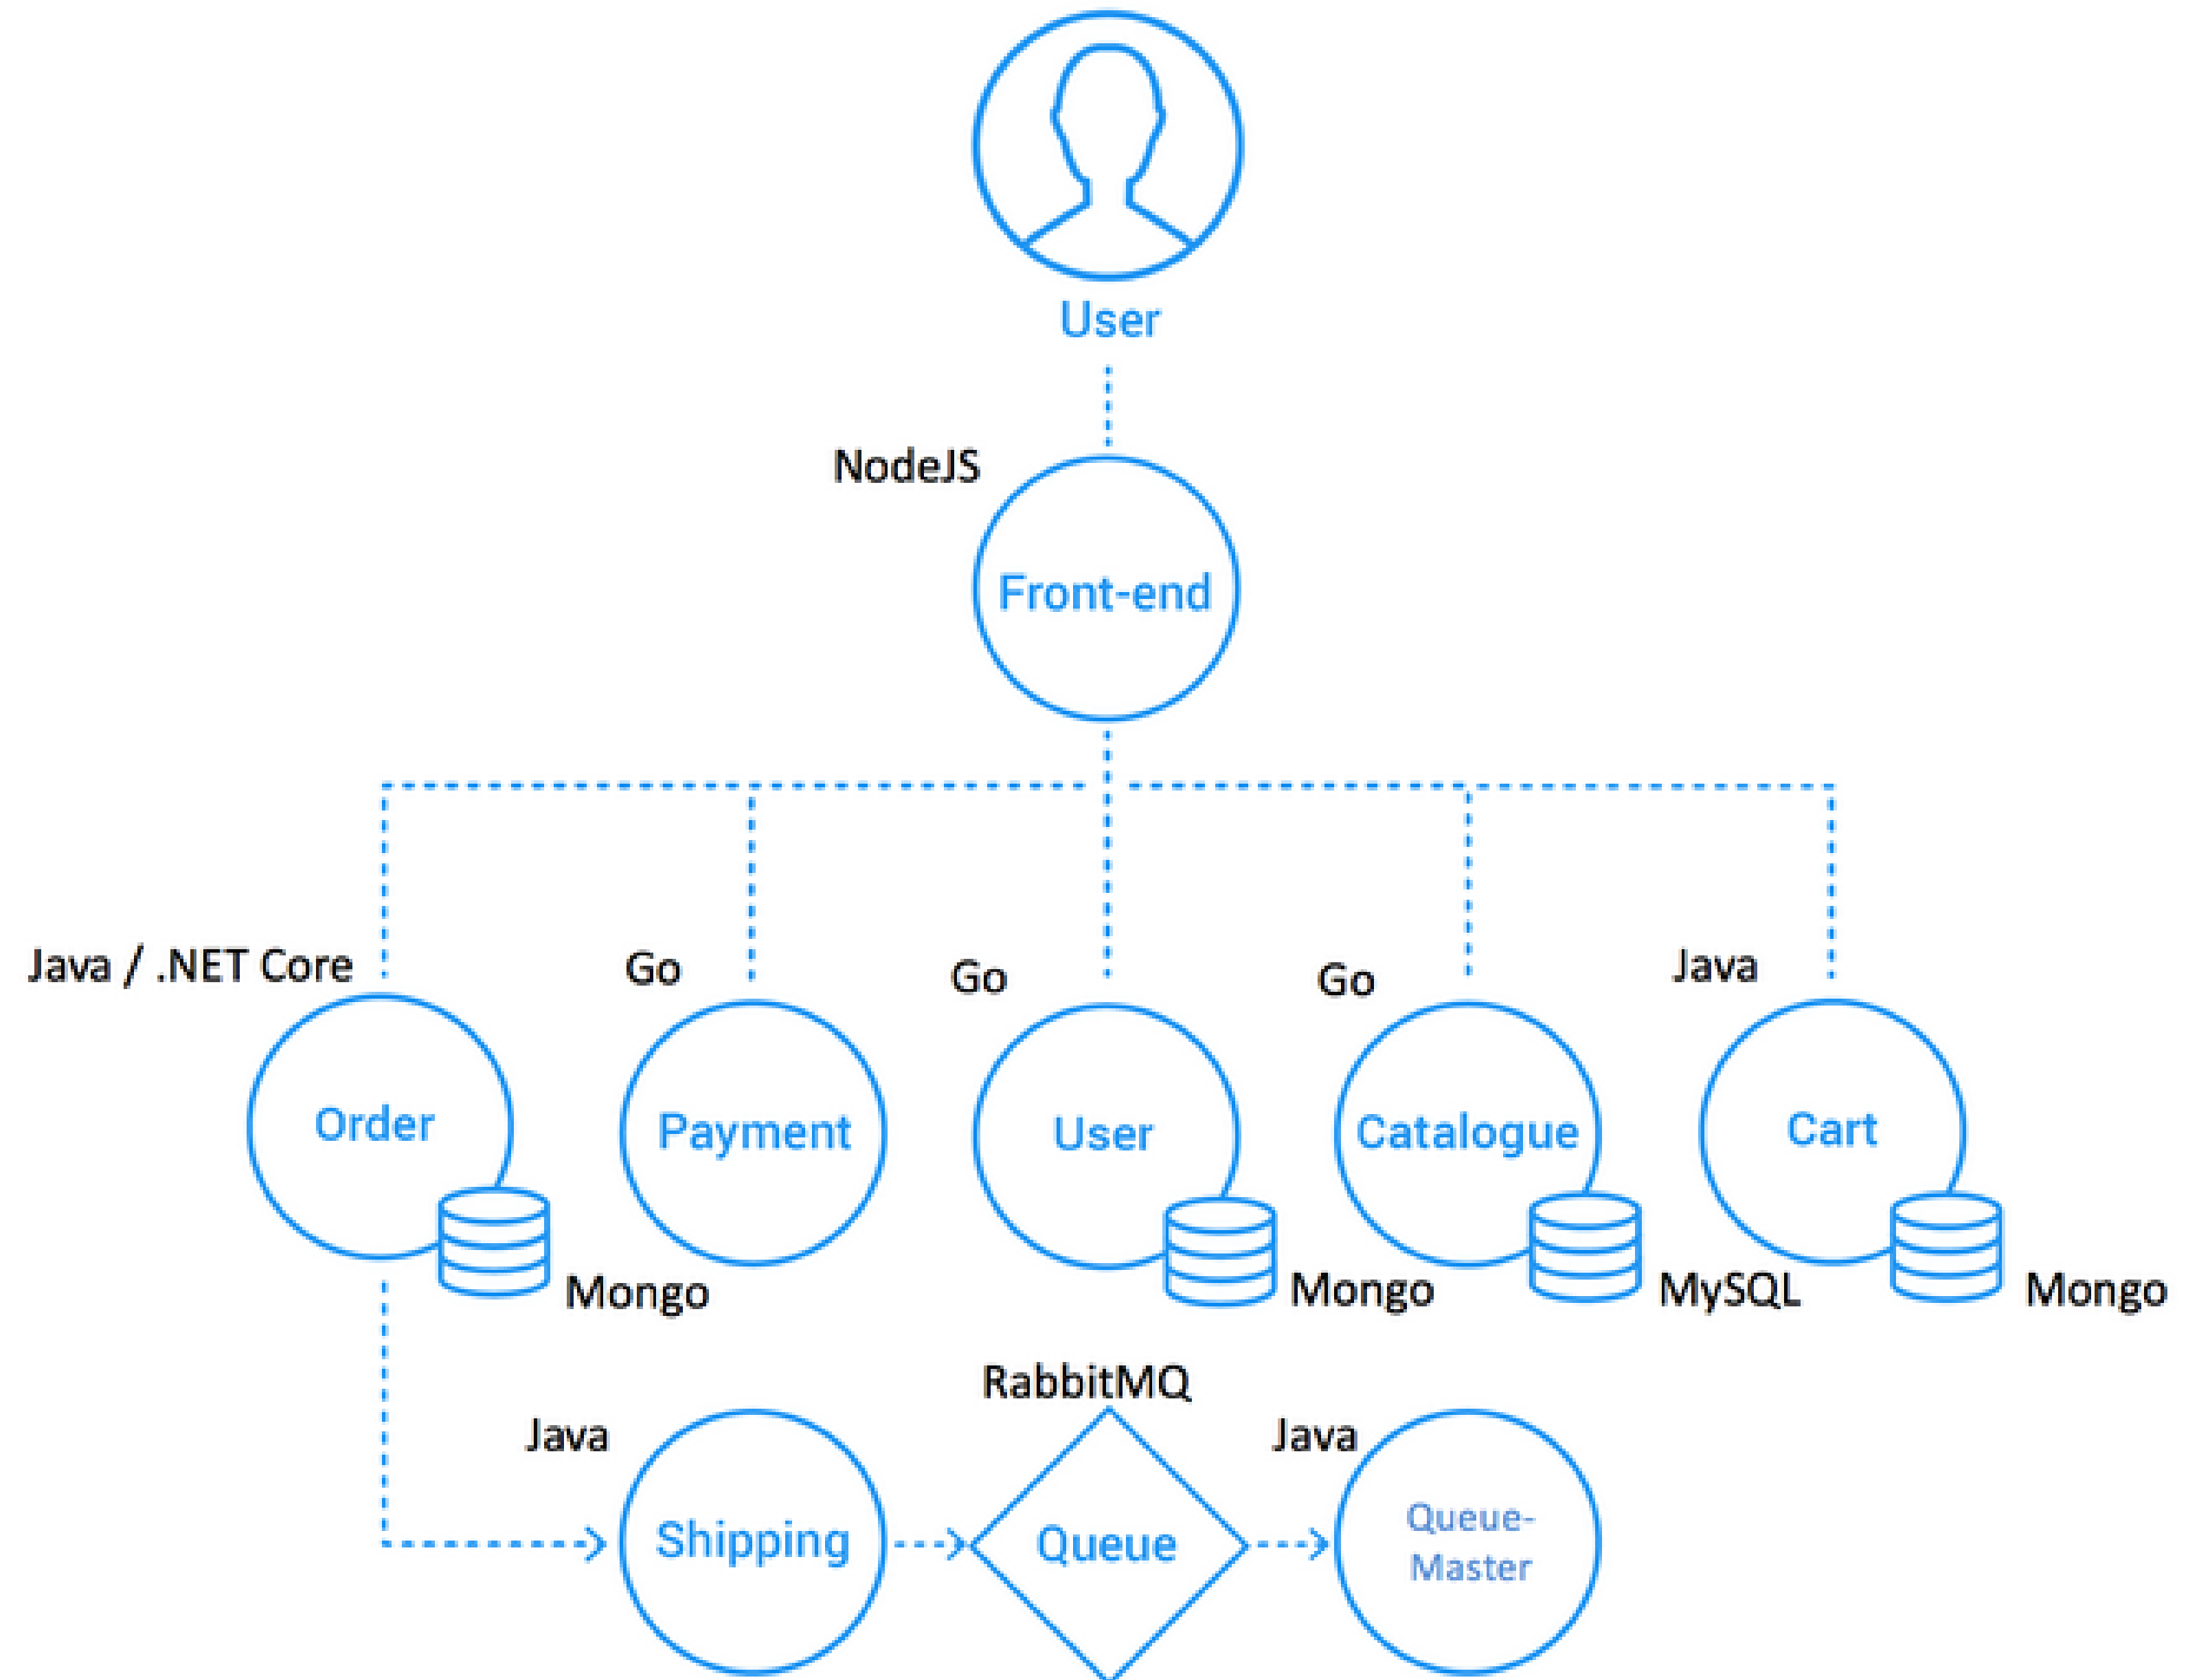 User
NodeJS
Front-end
Java / .NET Core
Go
Go
Go
Java
Order
Payment
User
Catalogue
Cart
Mongo
Mongo
MySQL
Mongo
RabbitMQ
Java
Java
Shipping
Queue
Queue-
Master